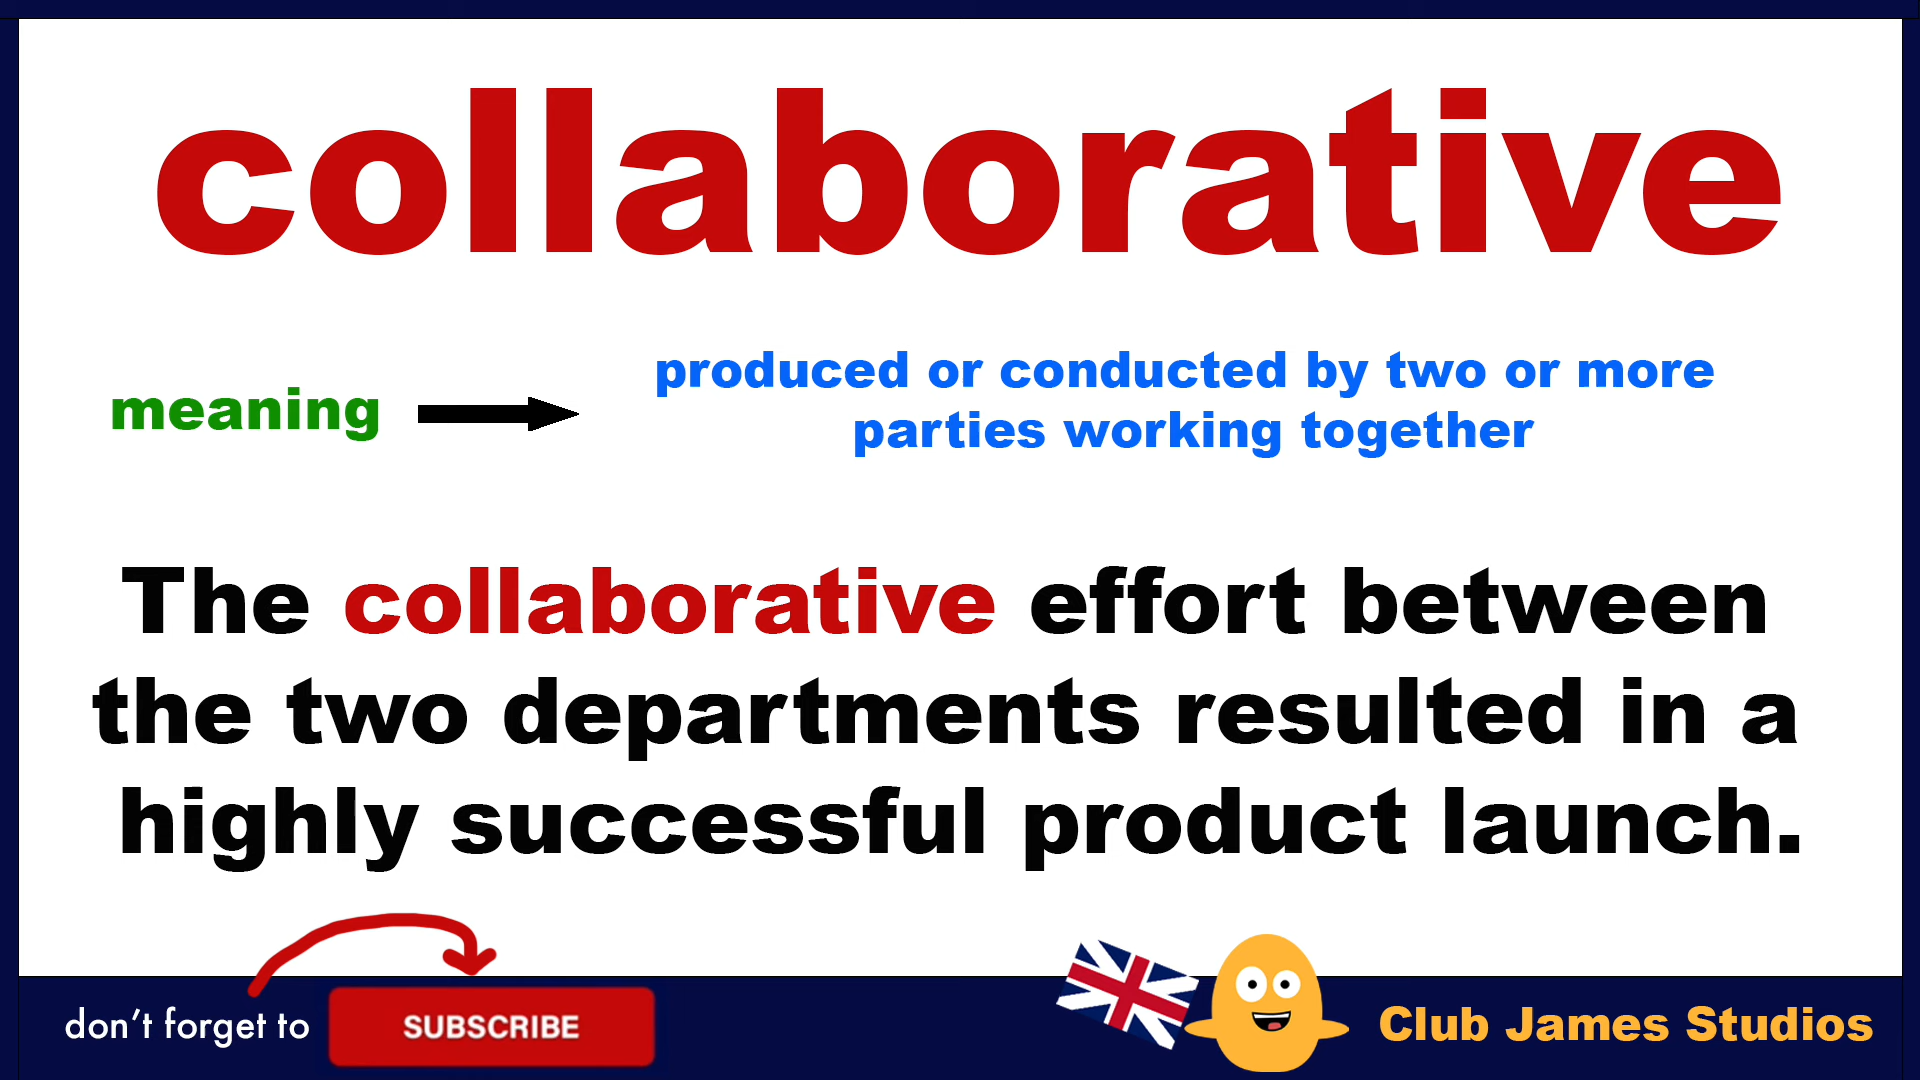 collaborative
meaning
produced or conducted by two or more
parties working together
The collaborative effort between
the two departments resulted in a
highly successful product launch.
don't forget to
SUBSCRIBE
Club James Studios